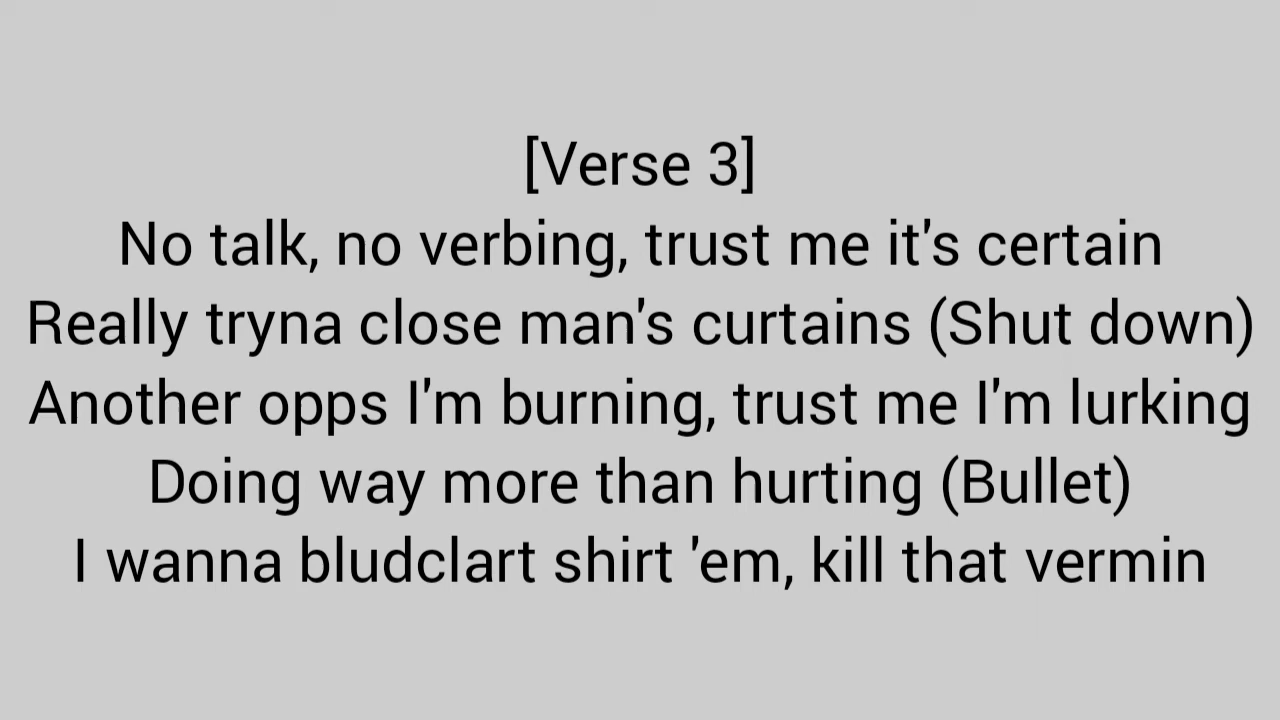 [Verse 3]
No talk, no verbing, trust me it's certain
Really tryna close man's curtains (Shut down)
Another opps I'm burning, trust me I'm lurking
Doing way more than hurting (Bullet)
I wanna bludclart shirt 'em, kill that vermin